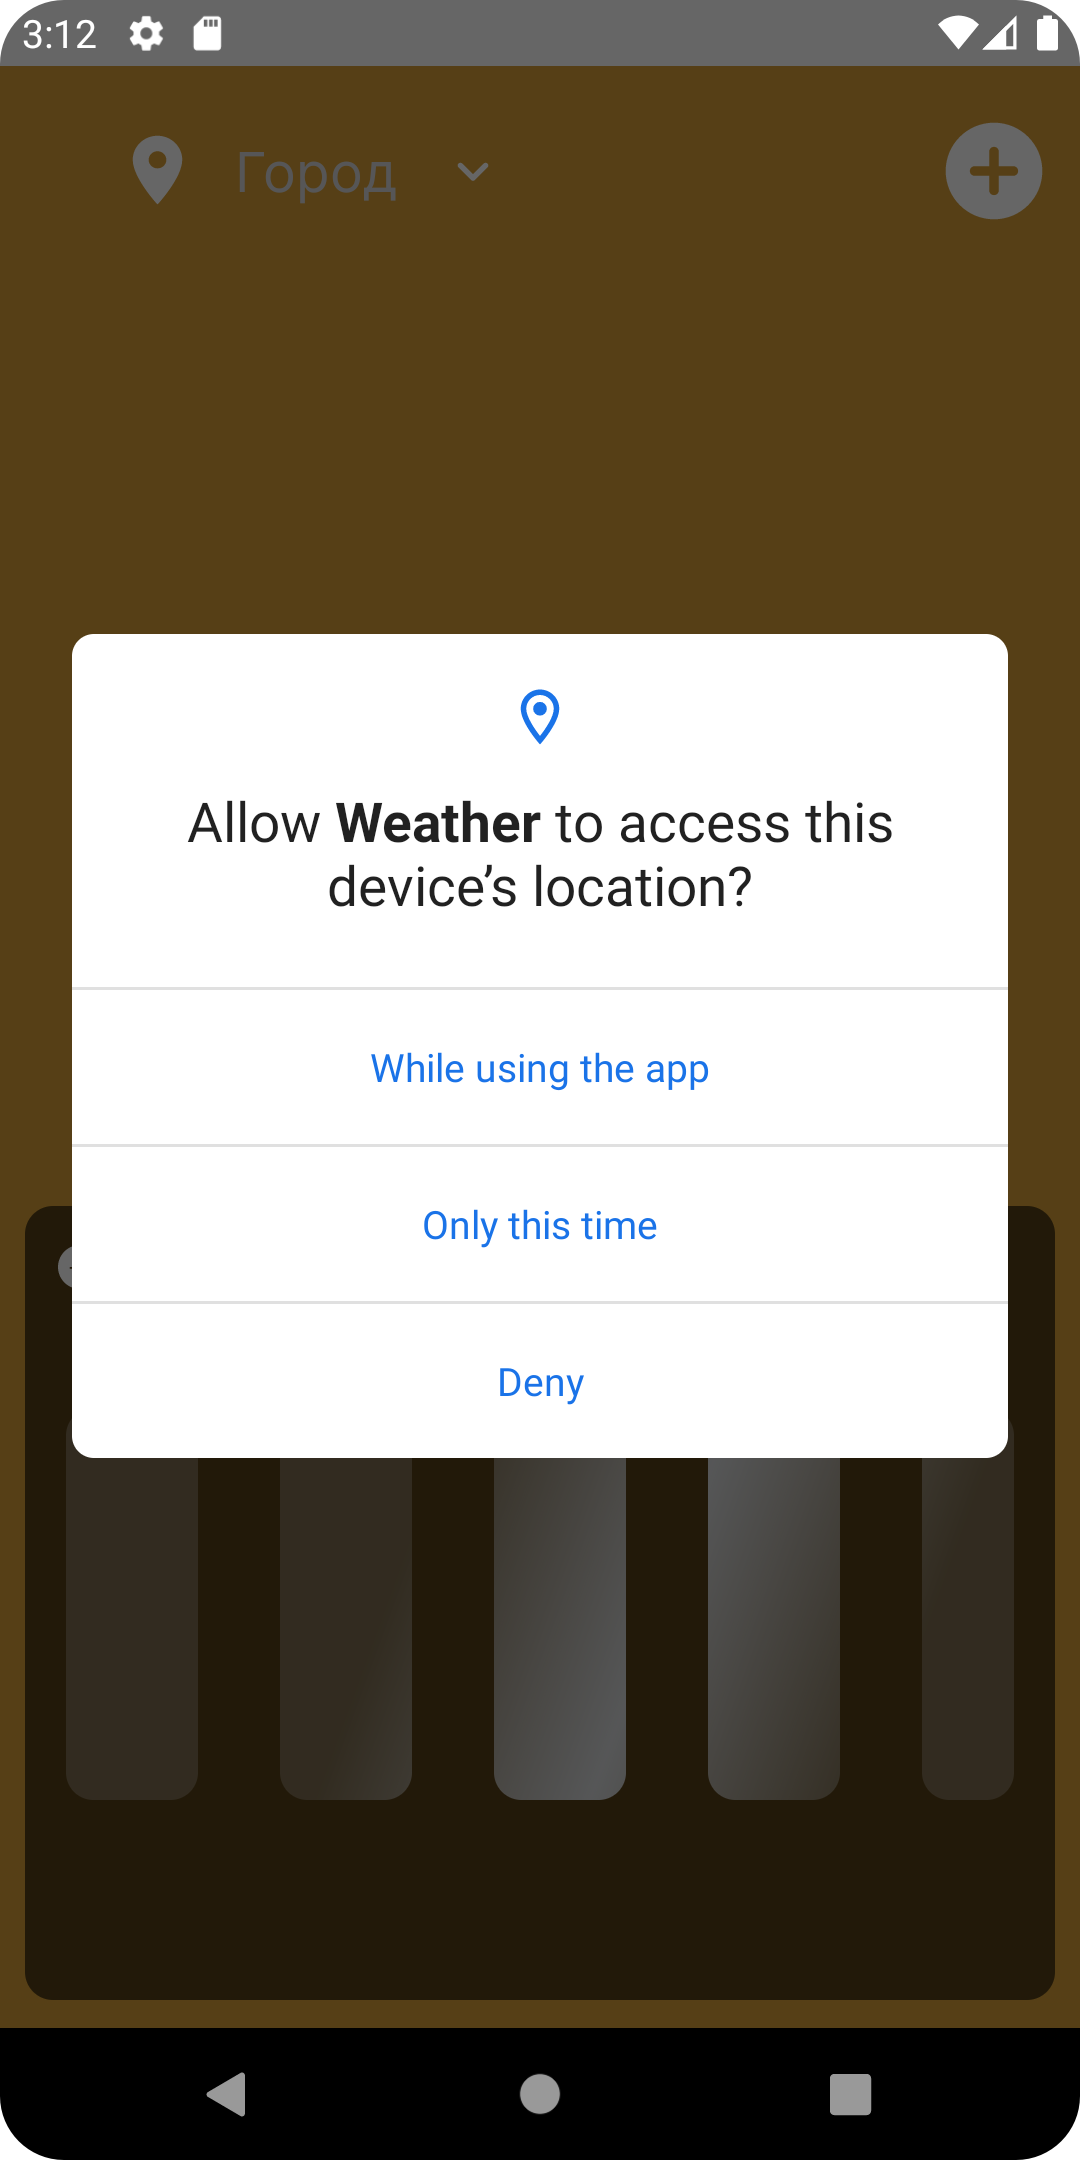 3:12
Город
Allow Weather to access this
device’s location?
While using the app
Only this time
Deny